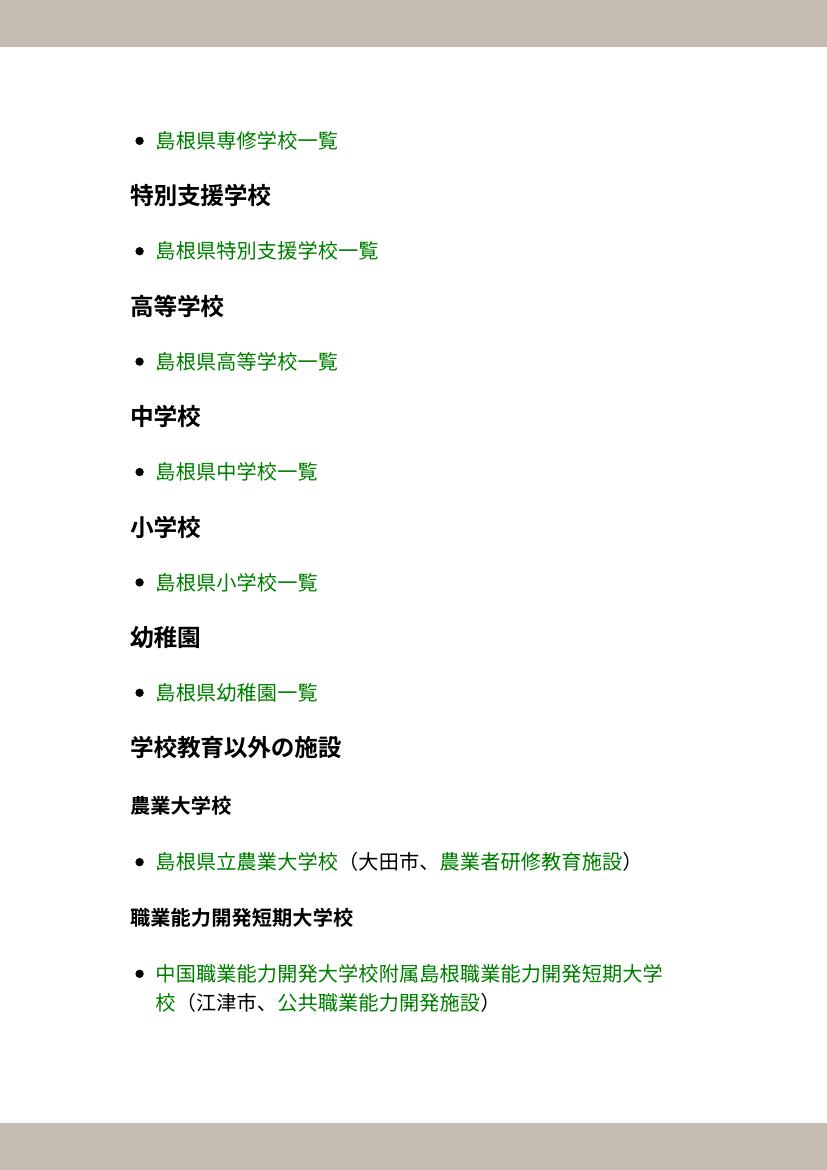 島根県専修学校一覧
特別支援学校
島根県特別支援学校一覧
高等学校
島根県高等学校一覧
中学校
島根県中学校一覧
小学校
島根県小学校一覧
幼稚園
島根県幼稚園一覧
学校教育以外の施設
農業大学校
島根県立農業大学校（大田市、農業者研修教育施設）
職業能力開発短期大学校
中国職業能力開発大学校附属島根職業能力開発短期大学
校（江津市、公共職業能力開発施設）